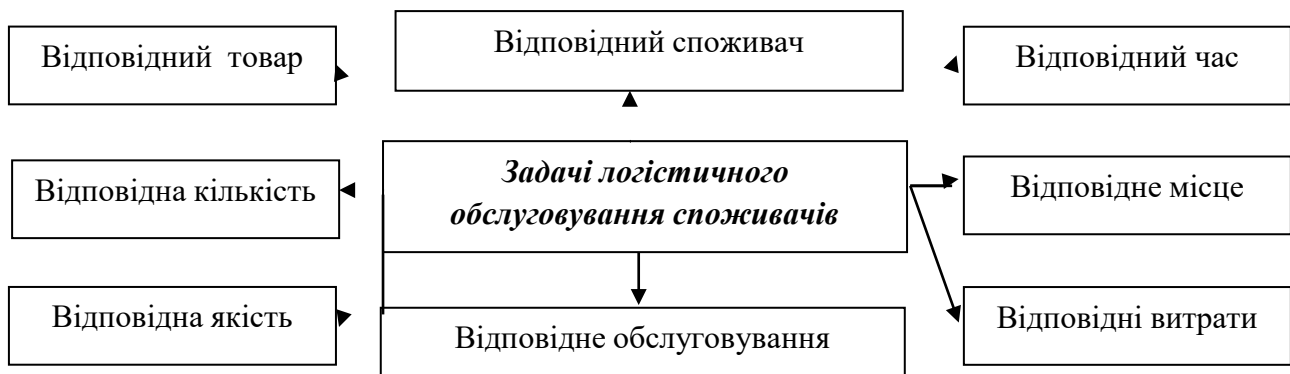 Відповідний товар
Відповідний споживач
Відповідний час
Відповідна кількість
Задачі логістичного
обслуговування споживачів
Відповідне місце
Відповідна якість
Відповідне обслуговування
Відповідні витрати